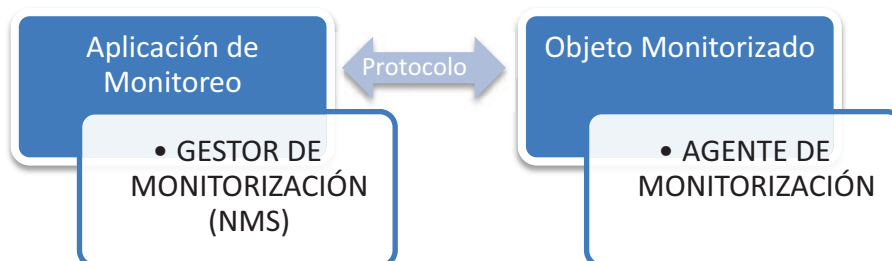 Aplicación de
Monitoreo
Protocolo
Objeto Monitorizado
• GESTOR DE
MONITORIZACIÓN
(NMS)
• AGENTE DE
MONITORIZACIÓN